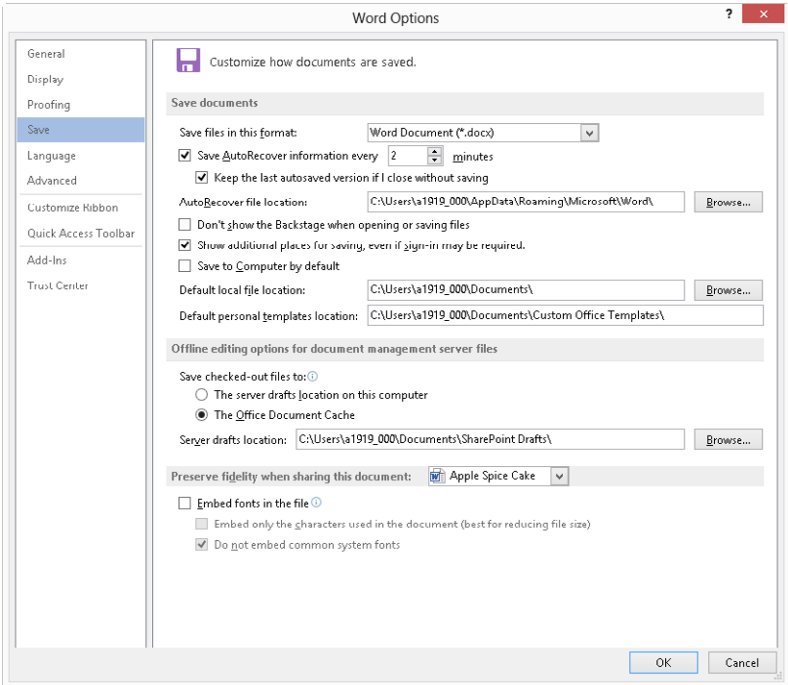 Word Options
?
General
Display
Proofing
Save
Language
Advanced
Customize Ribbon
Quick Access Toolbar
Add-Ins
Trust Center
Customize how documents are saved.
Save documents
Save files in this format: Word Document (*.docx)
Save AutoRecover information every 2 minutes
Keep the last autosaved version if I close without saving
AutoRecover file location: C:\Users\a1919_000\AppData\Roaming\Microsoft\Word\ Browse...
Don't show the Backstage when opening or saving files
Show additional places for saving, even if sign-in may be required.
Save to Computer by default
Default local file location: C:\Users\a1919_000\Documents\ Browse...
Default personal templates location: C:\Users\a1919_000\Documents\Custom Office Templates\
Offline editing options for document management server files
Save checked-out files to:
The server drafts location on this computer
The Office Document Cache
Server drafts location: C:\Users\a1919_000\Documents\SharePoint Drafts\ Browse...
Preserve fidelity when sharing this document: Apple Spice Cake
Embed fonts in the file
Embed only the characters used in the document (best for reducing file size)
Do not embed common system fonts
OK Cancel